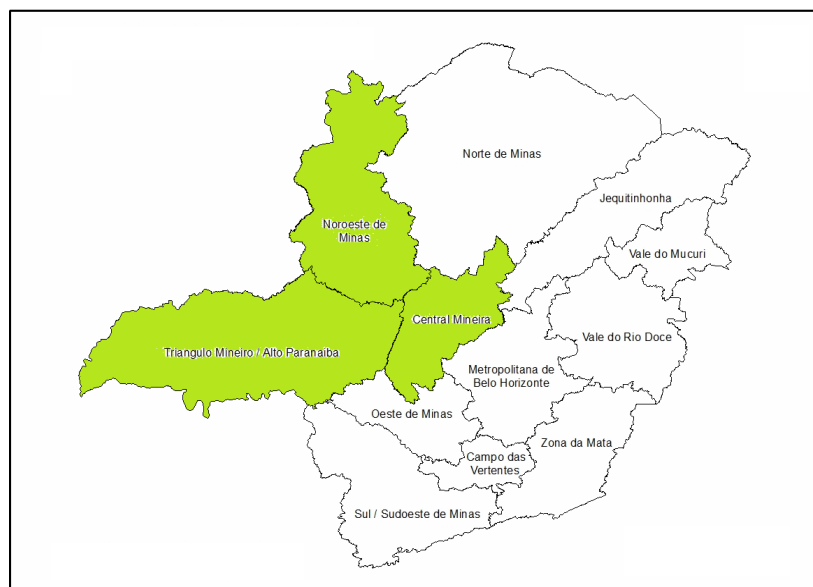 Norte de Minas
Jequitinhonha
Noroeste de
Minas
Vale do Mucuri
Central Mineira
Vale do Rio Doce
Triangulo Mineiro / Alto Paranaiba
Metropolitana de
Belo Horizonte
Oeste de Minas
Zona da Mata
Campo das
Vertentes
Sul / Sudoeste de Minas